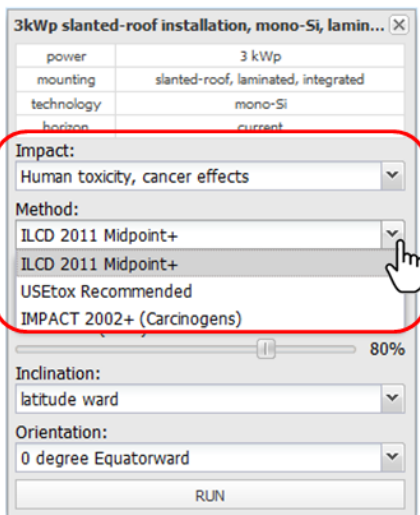 3kWp slanted-roof installation, mono-Si, lamin...
power 3 kWp
mounting slanted-roof, laminated, integrated
technology mono-Si
horizon current
Impact:
Human toxicity, cancer effects
Method:
ILCD 2011 Midpoint+
ILCD 2011 Midpoint+
USEtox Recommended
IMPACT 2002+ (Carcinogens)
80%
Inclination:
latitude ward
Orientation:
0 degree Equatorward
RUN